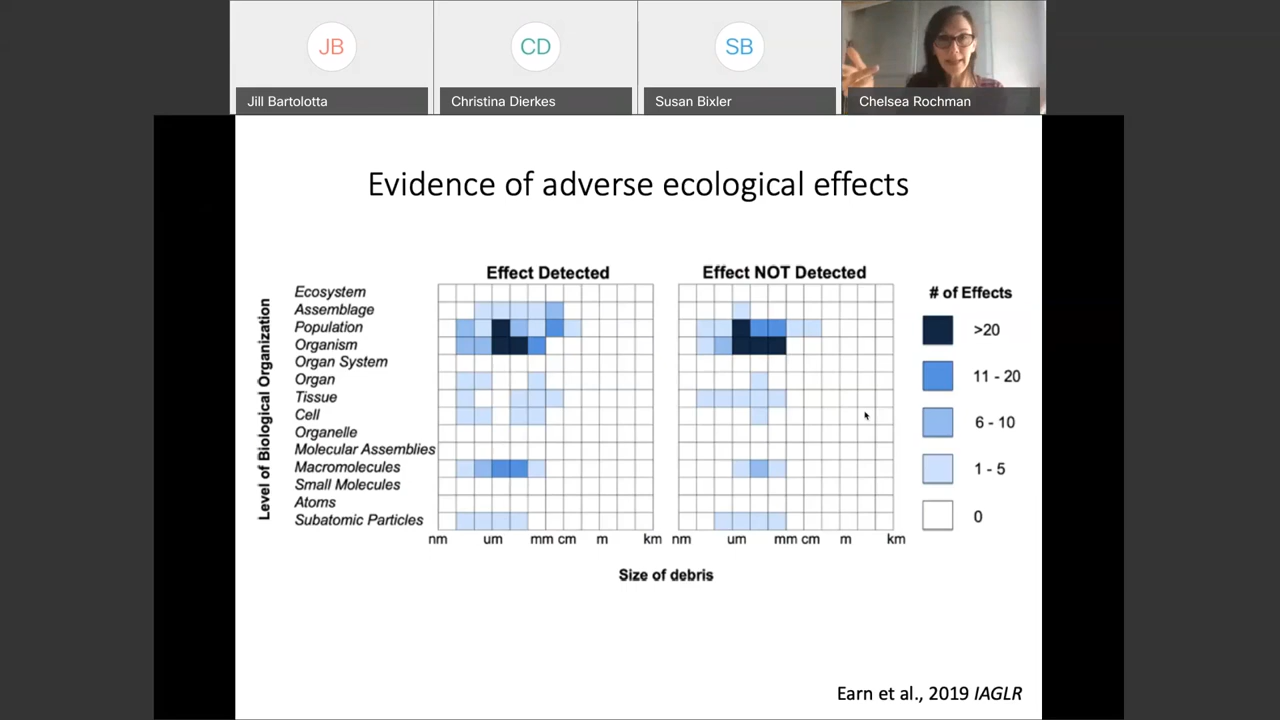 JB
CD
SB
Jill Bartolotta
Christina Dierkes
Susan Bixler
Chelsea Rochman
Evidence of adverse ecological effects
Effect Detected
Effect NOT Detected
# of Effects
Level of Biological Organization
Ecosystem
Assemblage
Population
Organism
Organ System
Organ
Tissue
Cell
Organelle
Molecular Assemblies
Macromolecules
Small Molecules
Atoms
Subatomic Particles
>20
11 - 20
6 - 10
1 - 5
0
nm um mm cm m km
nm um mm cm m km
Size of debris
Earn et al., 2019 IAGLR